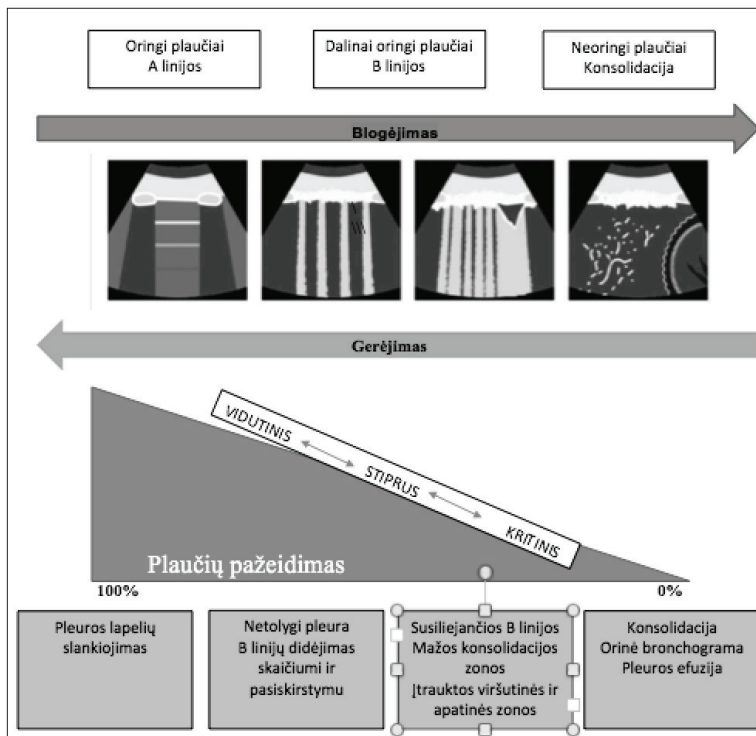 Oringi plaučiai
A linijos
Dalinai oringi plaučiai
B linijos
Neoringi plaučiai
Konsolidacija
Blogėjimas
Gerėjimas
VIDUTINIS
STIPRUS
KRITINIS
Plaučių pažeidimas
100%
0%
Pleuros lapelių
slankiojimas
Netolygi pleura
B linijų didėjimas
skaičiumi ir
pasiskirstymu
Susiliejančios B linijos
Mažos konsolidacijos
zonos
Įtrauktos viršutinės ir
apatinės zonos
Konsolidacija
Orinė bronchograma
Pleuros efuzija